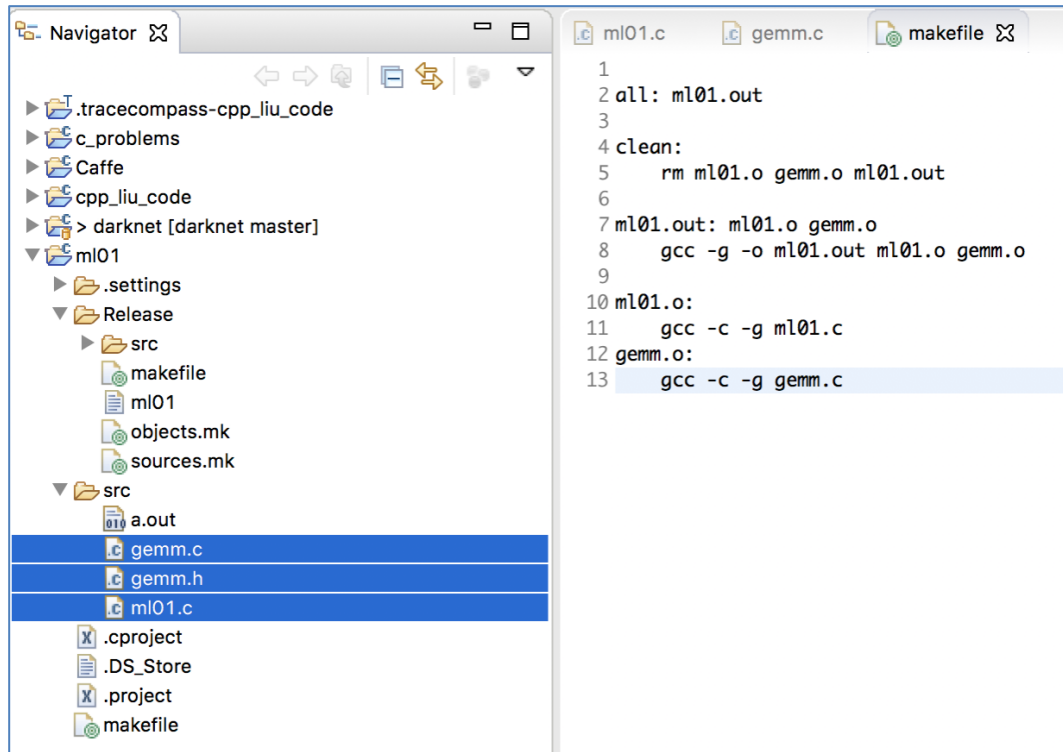 Navigator
.tracecompass-cpp_liu_code
c_problems
Caffe
cpp_liu_code
> darknet [darknet master]
ml01
.settings
Release
src
makefile
ml01
objects.mk
sources.mk
src
a.out
gemm.c
gemm.h
ml01.c
.cproject
.DS_Store
.project
makefile
ml01.c gemm.c makefile
1
2 all: ml01.out
3
4 clean:
5 rm ml01.o gemm.o ml01.out
6
7 ml01.out: ml01.o gemm.o
8 gcc -g -o ml01.out ml01.o gemm.o
9
10 ml01.o:
11 gcc -c -g ml01.c
12 gemm.o:
13 gcc -c -g gemm.c